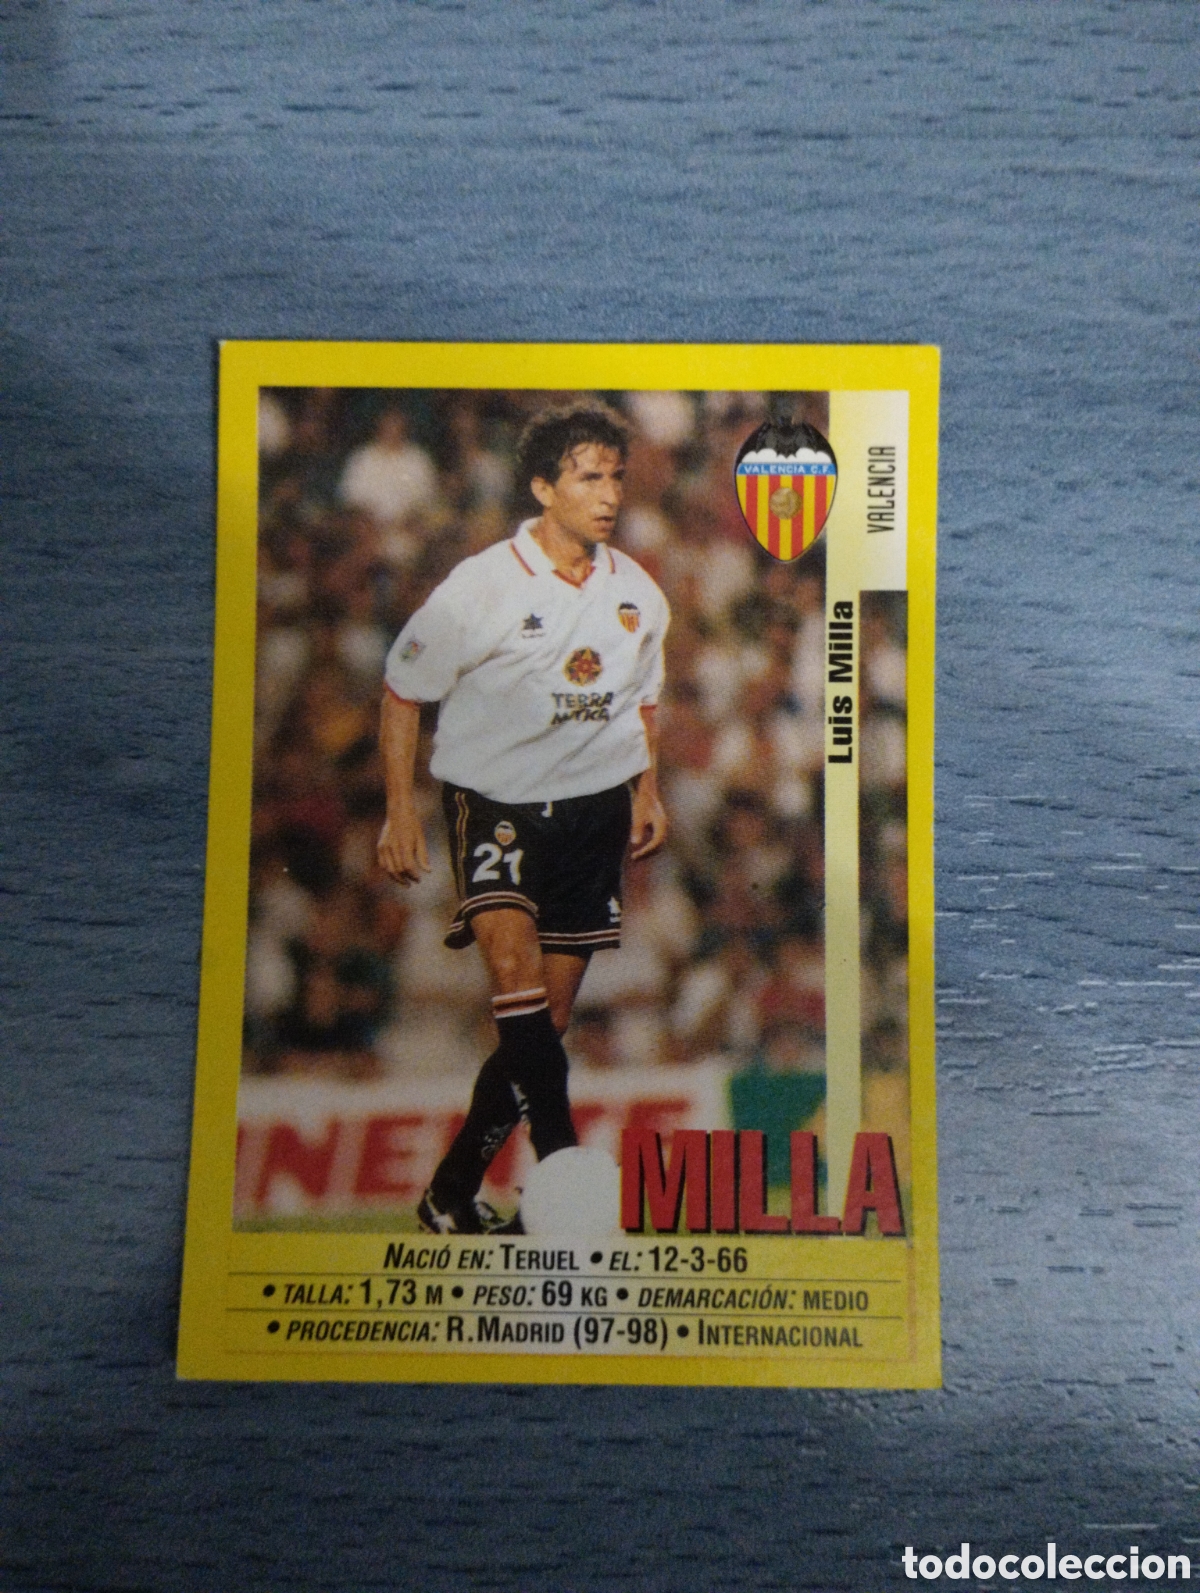 VALENCIA C.F.
VALENCIA
Luis Milla
TERRA
MITICA
21
INENTE
MILLA
NACIÓ EN: TERUEL • EL: 12-3-66
• TALLA: 1,73 M • PESO: 69 KG • DEMARCACIÓN: MEDIO
• PROCEDENCIA: R.MADRID (97-98) • INTERNACIONAL
todocoleccion